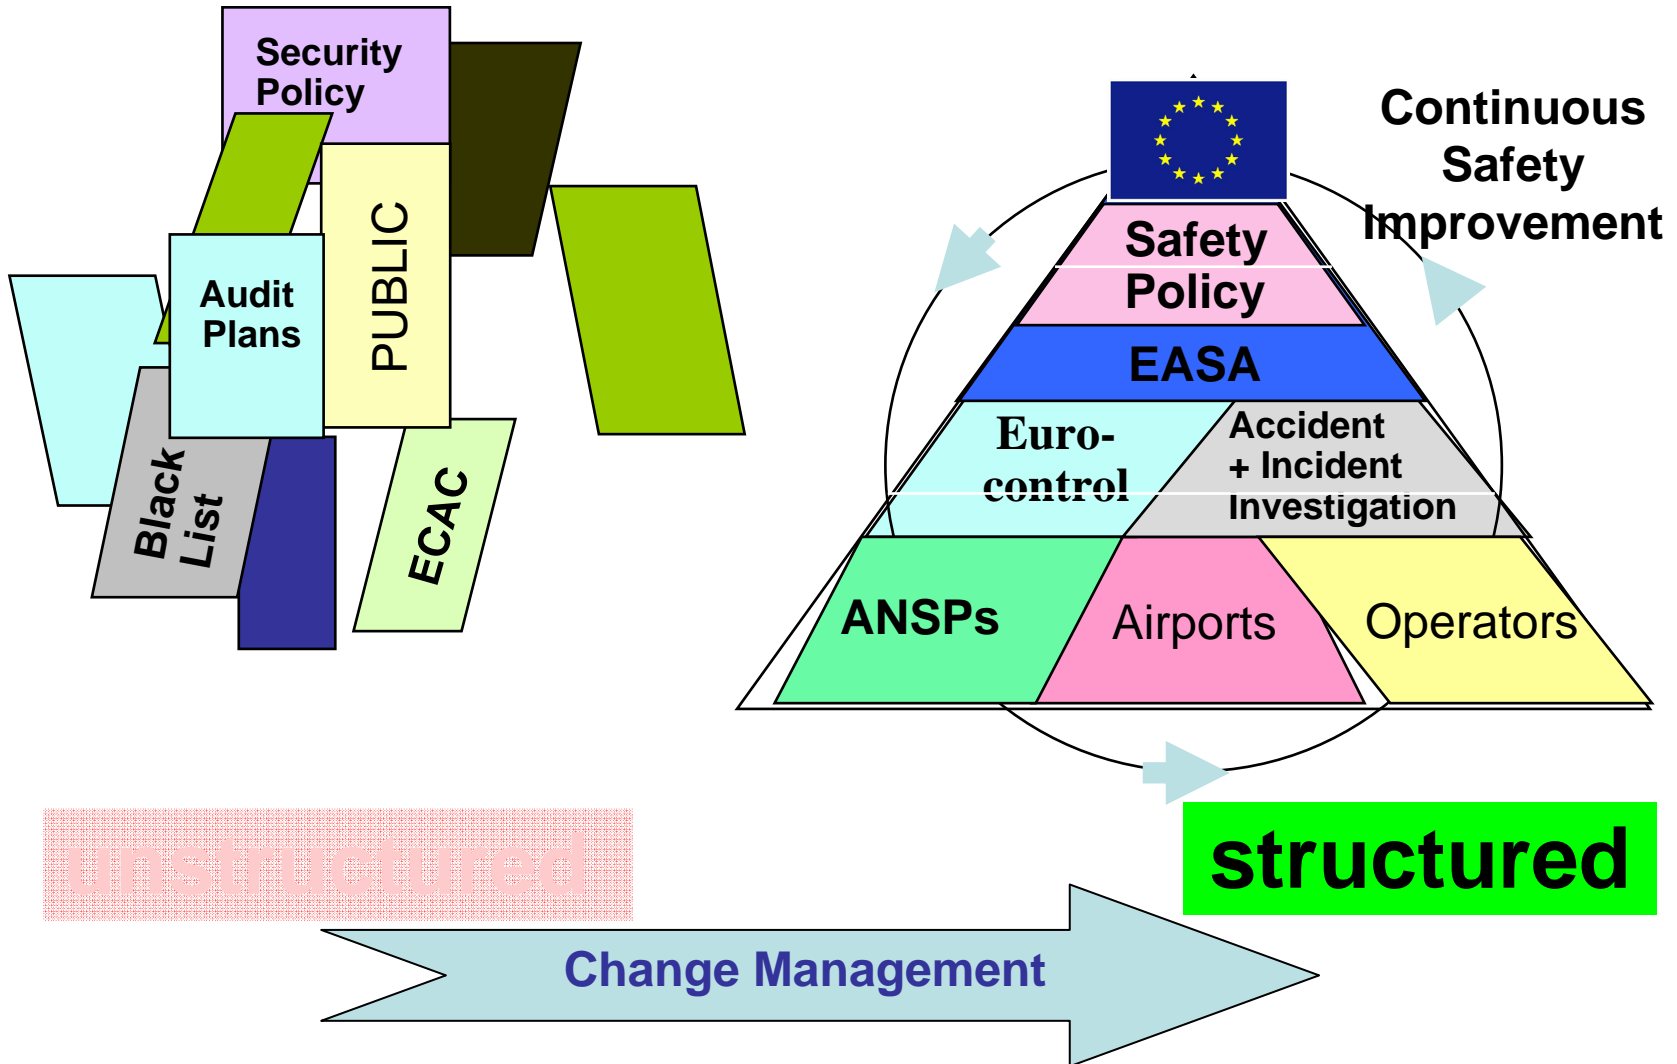 Security
Policy
PUBLIC
Audit
Plans
Black
List
ECAC
Continuous
Safety
Improvement
Safety
Policy
EASA
Euro-
control
Accident
+ Incident
Investigation
ANSPs
Airports
Operators
unstructured
structured
Change Management